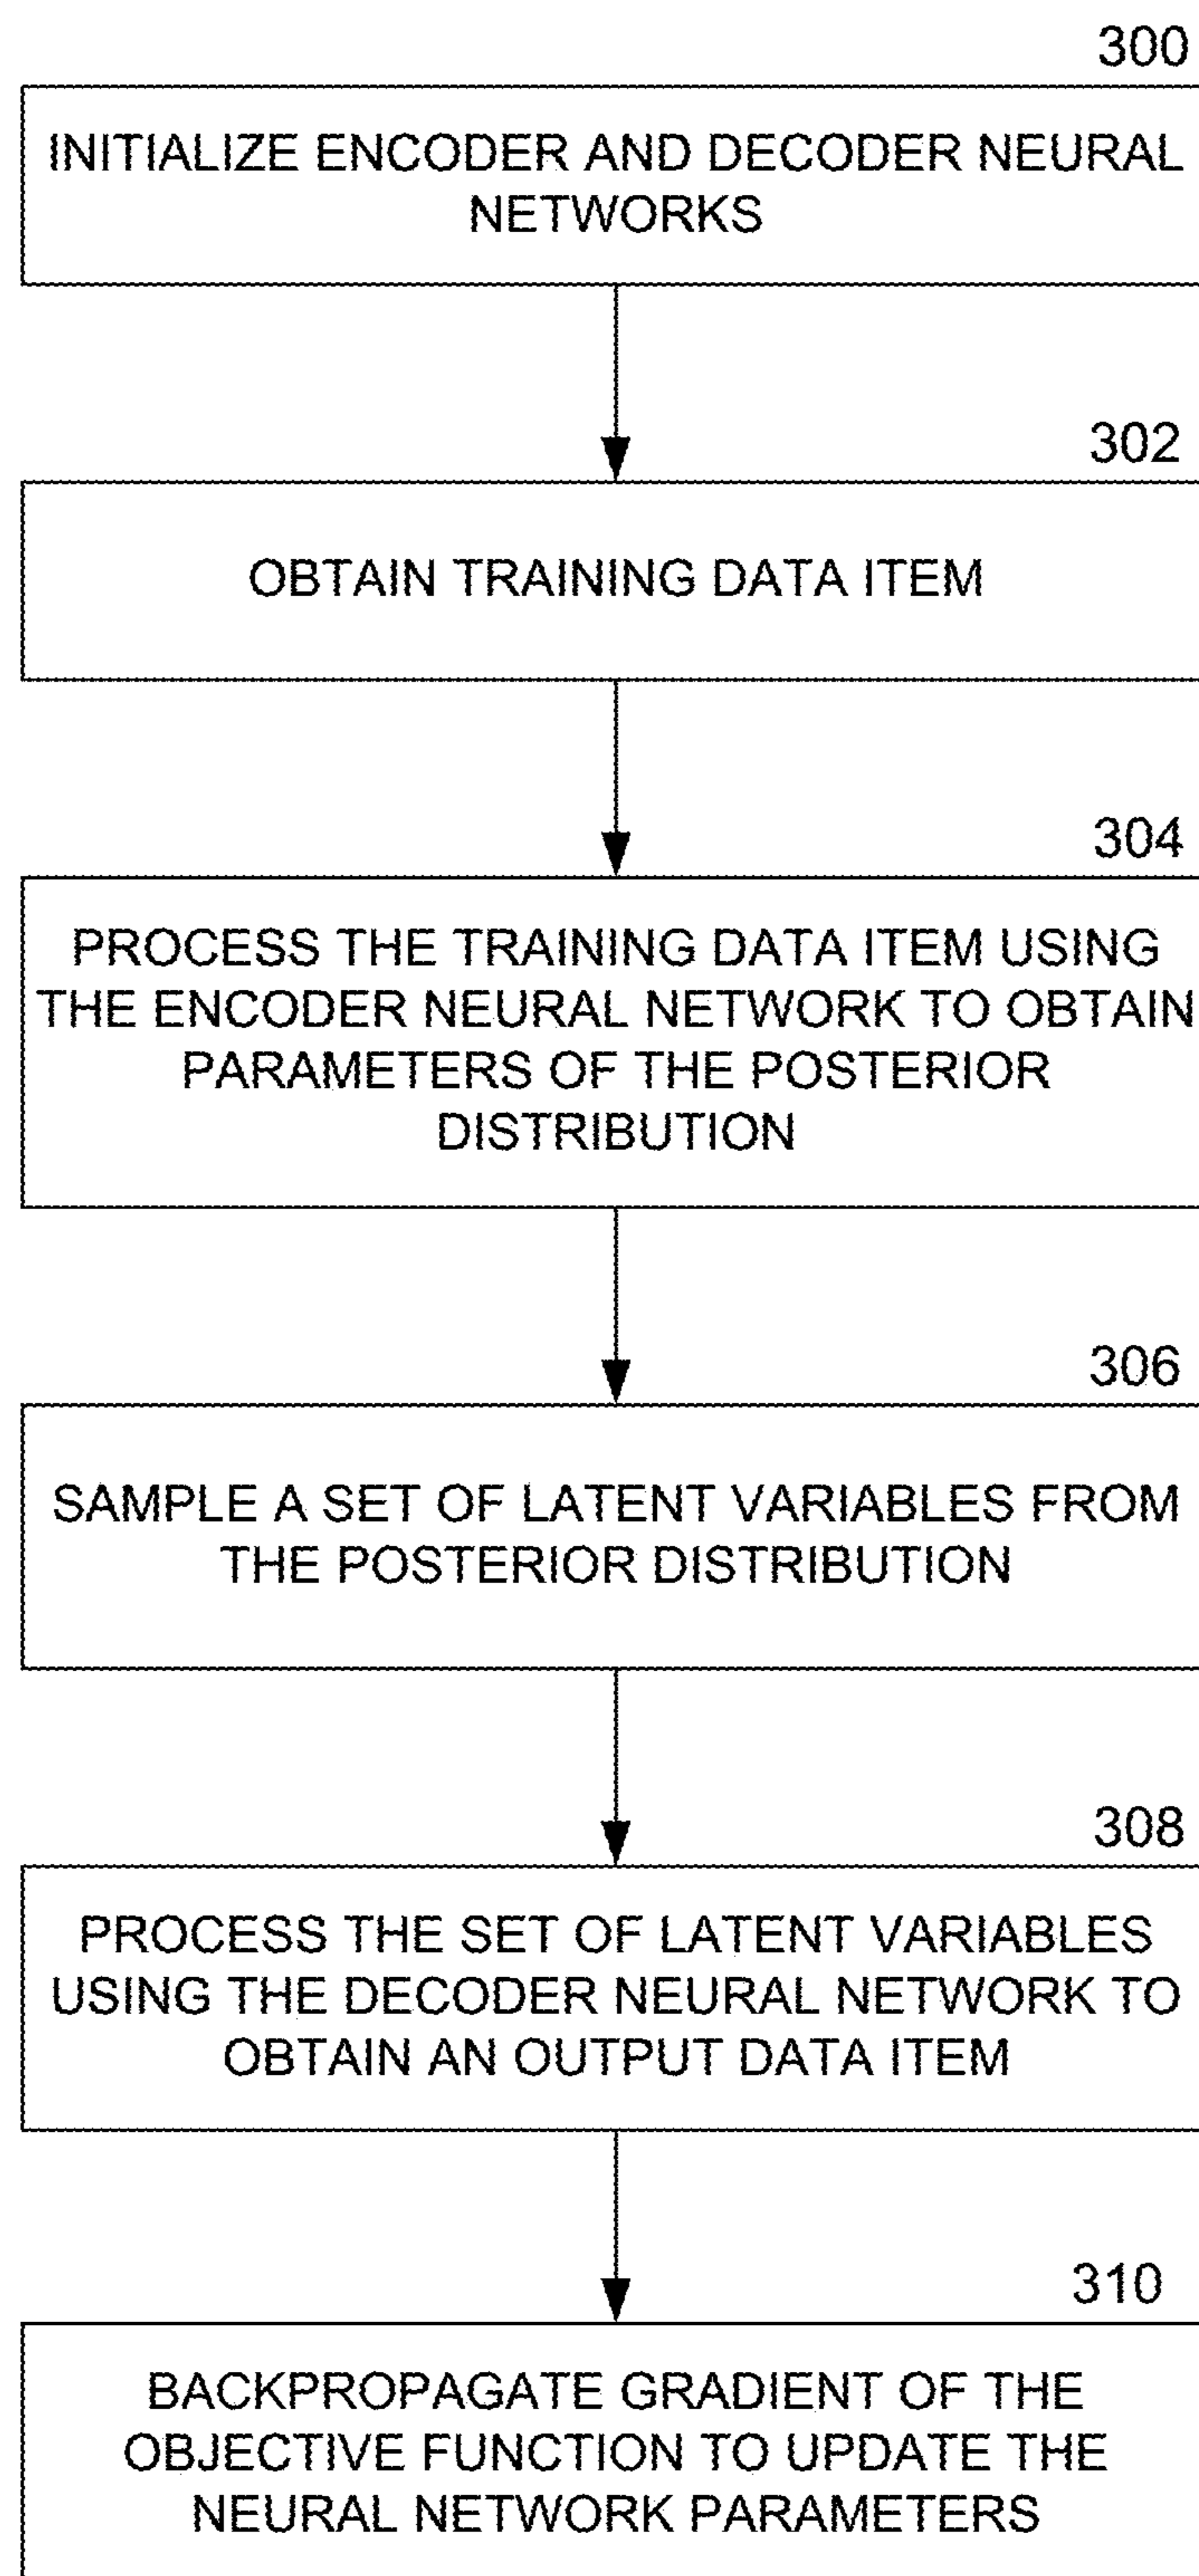 300
INITIALIZE ENCODER AND DECODER NEURAL
NETWORKS
302
OBTAIN TRAINING DATA ITEM
304
PROCESS THE TRAINING DATA ITEM USING
THE ENCODER NEURAL NETWORK TO OBTAIN
PARAMETERS OF THE POSTERIOR
DISTRIBUTION
306
SAMPLE A SET OF LATENT VARIABLES FROM
THE POSTERIOR DISTRIBUTION
308
PROCESS THE SET OF LATENT VARIABLES
USING THE DECODER NEURAL NETWORK TO
OBTAIN AN OUTPUT DATA ITEM
310
BACKPROPAGATE GRADIENT OF THE
OBJECTIVE FUNCTION TO UPDATE THE
NEURAL NETWORK PARAMETERS